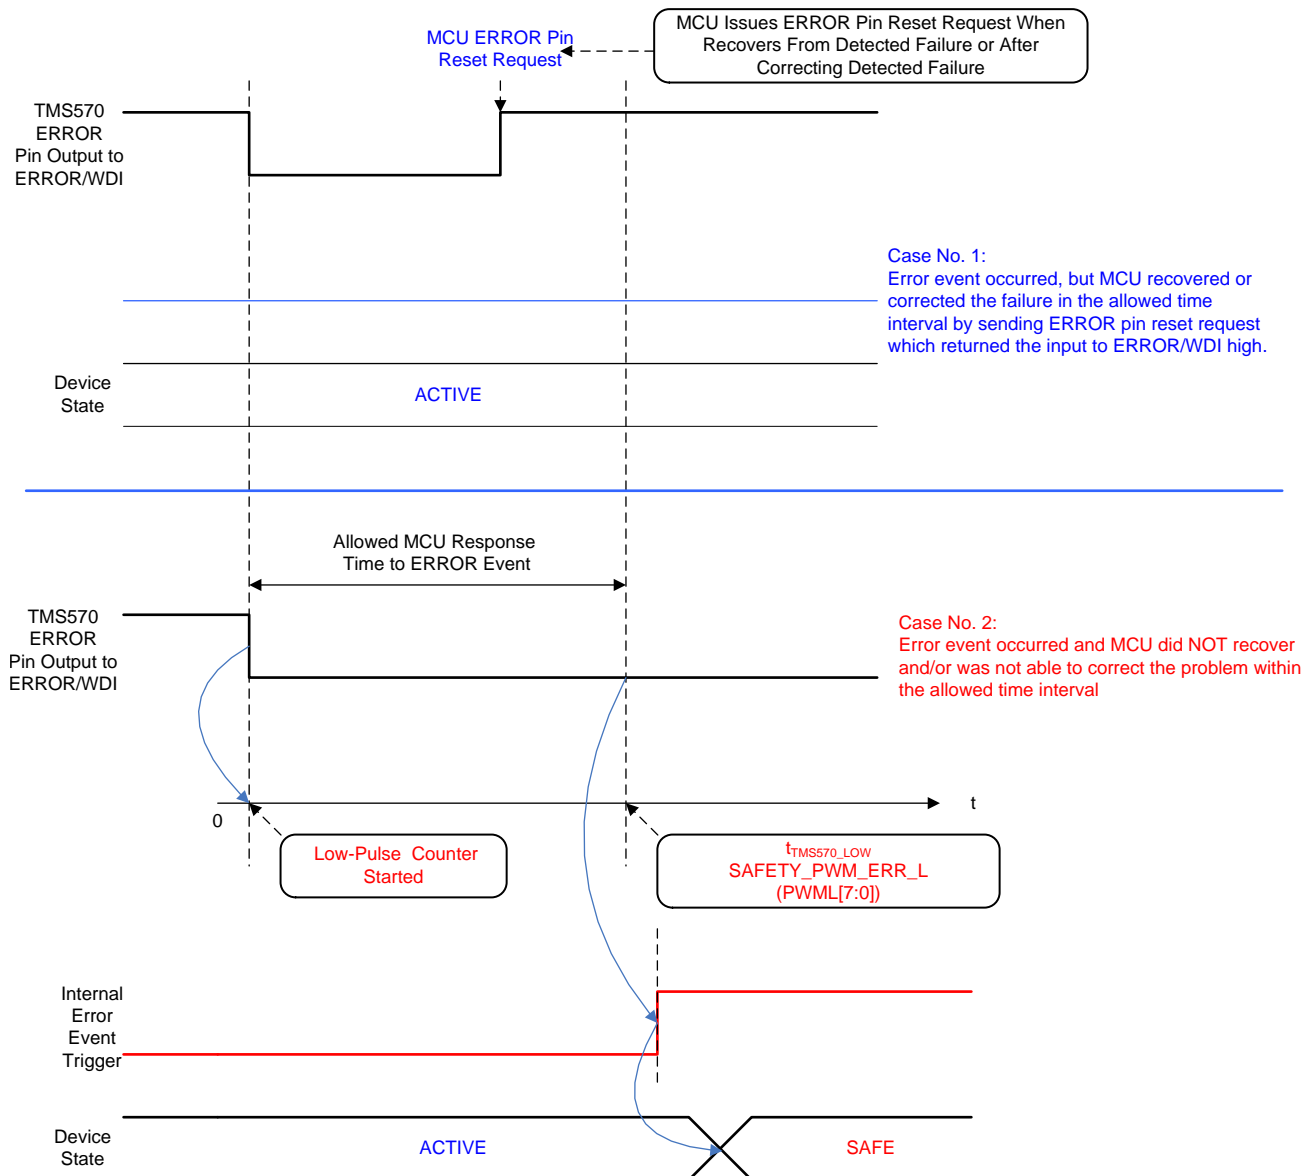 MCU Issues ERROR Pin Reset Request When
Recovers From Detected Failure or After
Correcting Detected Failure
MCU ERROR Pin
Reset Request
TMS570
ERROR
Pin Output to
ERROR/WDI
Case No. 1:
Error event occurred, but MCU recovered or
corrected the failure in the allowed time
interval by sending ERROR pin reset request
which returned the input to ERROR/WDI high.
Device
State
ACTIVE
Allowed MCU Response
Time to ERROR Event
TMS570
ERROR
Pin Output to
ERROR/WDI
Case No. 2:
Error event occurred and MCU did NOT recover
and/or was not able to correct the problem within
the allowed time interval
0
t
Low-Pulse Counter
Started
tTMS570_LOW
SAFETY_PWM_ERR_L
(PWML[7:0])
Internal
Error
Event
Trigger
Device
State
ACTIVE
SAFE